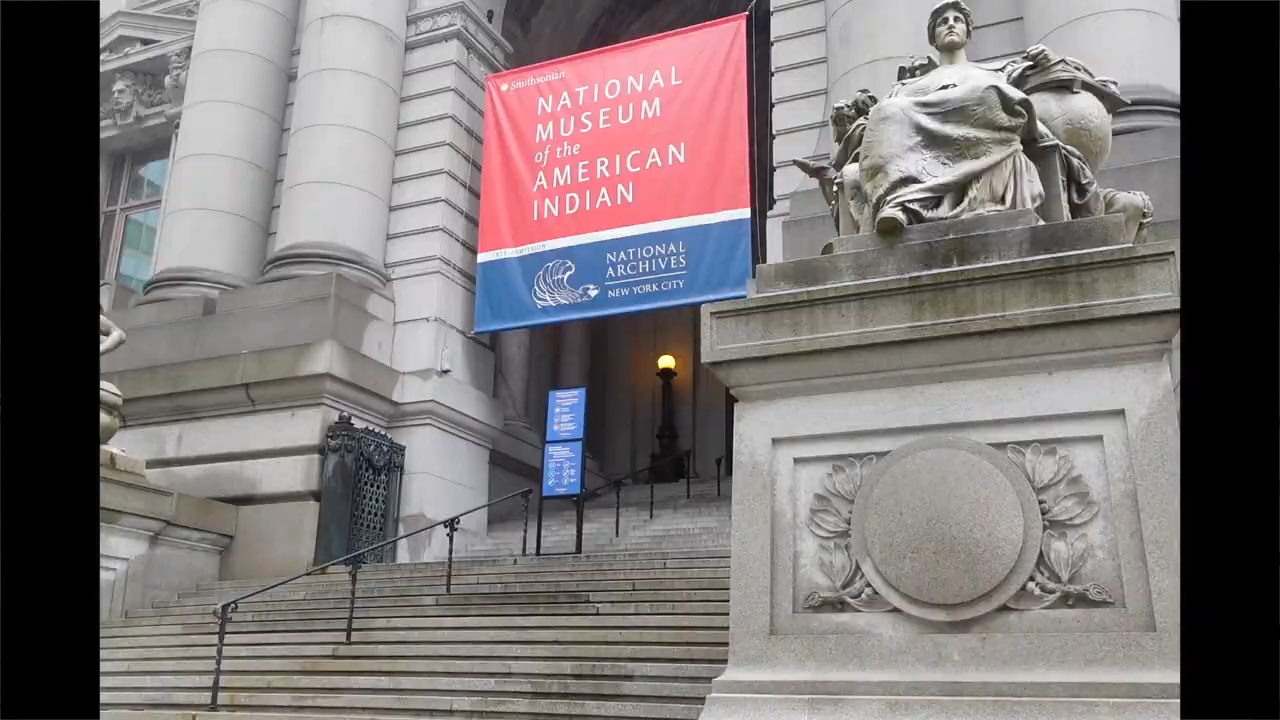 Smithsonian
NATIONAL
MUSEUM
of the
AMERICAN
INDIAN
NATIONAL
ARCHIVES
NEW YORK CITY